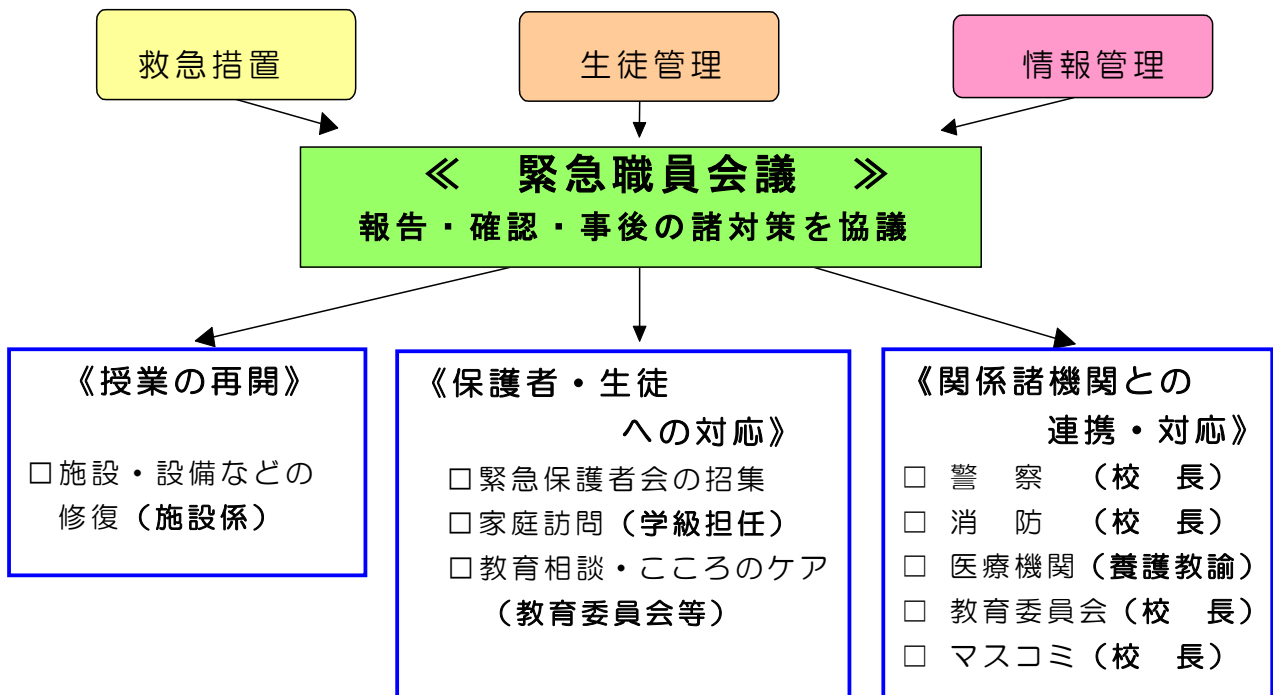 救急措置
生徒管理
情報管理
≪　緊急職員会議　≫
報告・確認・事後の諸対策を協議
《授業の再開》
□施設・設備などの
修復（施設係）
《保護者・生徒
への対応》
□緊急保護者会の招集
□家庭訪問（学級担任）
□教育相談・こころのケア
（教育委員会等）
《関係諸機関との
連携・対応》
□ 警　察　（校　長）
□ 消　防　（校　長）
□ 医療機関（養護教諭）
□ 教育委員会（校　長）
□ マスコミ（校　長）